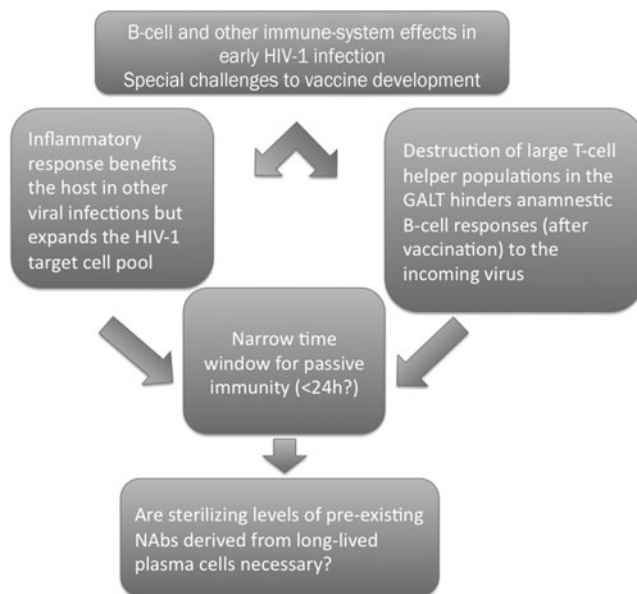 B-cell and other immune-system effects in
early HIV-1 infection
Special challenges to vaccine development
Inflammatory
response benefits
the host in other
viral infections but
expands the HIV-1
target cell pool
Destruction of large T-cell
helper populations in the
GALT hinders anamnestic
B-cell responses (after
vaccination) to the
incoming virus
Narrow time
window for passive
immunity (<24h?)
Are sterilizing levels of pre-existing
NAbs derived from long-lived
plasma cells necessary?